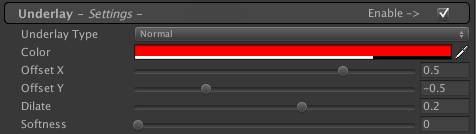 Underlay - Settings - Enable ->
Underlay Type Normal
Color
Offset X 0.5
Offset Y -0.5
Dilate 0.2
Softness 0